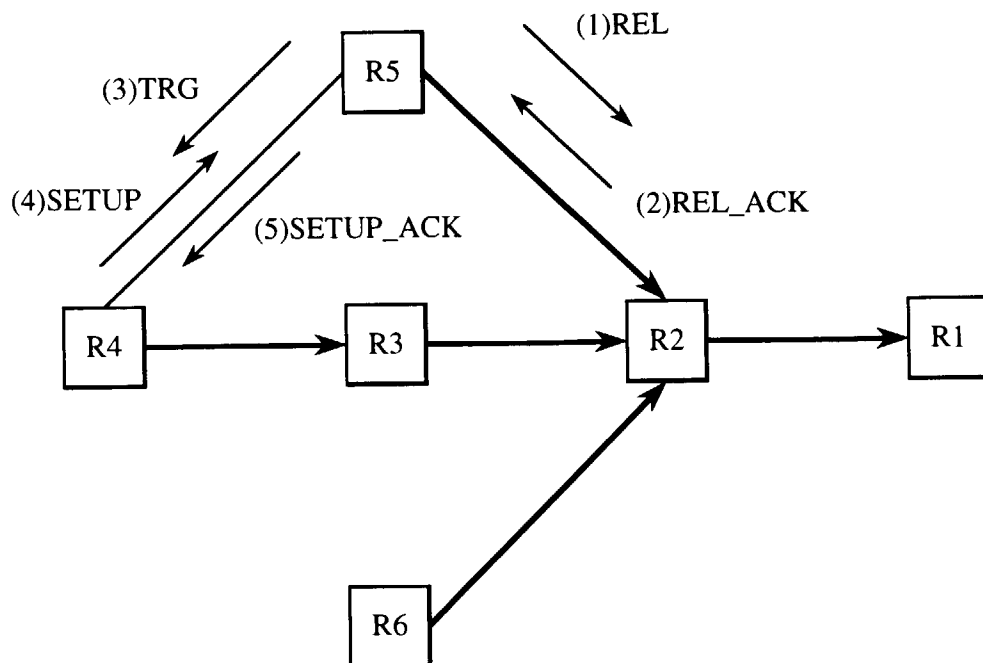 (1)REL
R5
(3)TRG
(4)SETUP
(2)REL_ACK
(5)SETUP_ACK
R4
R3
R2
R1
R6